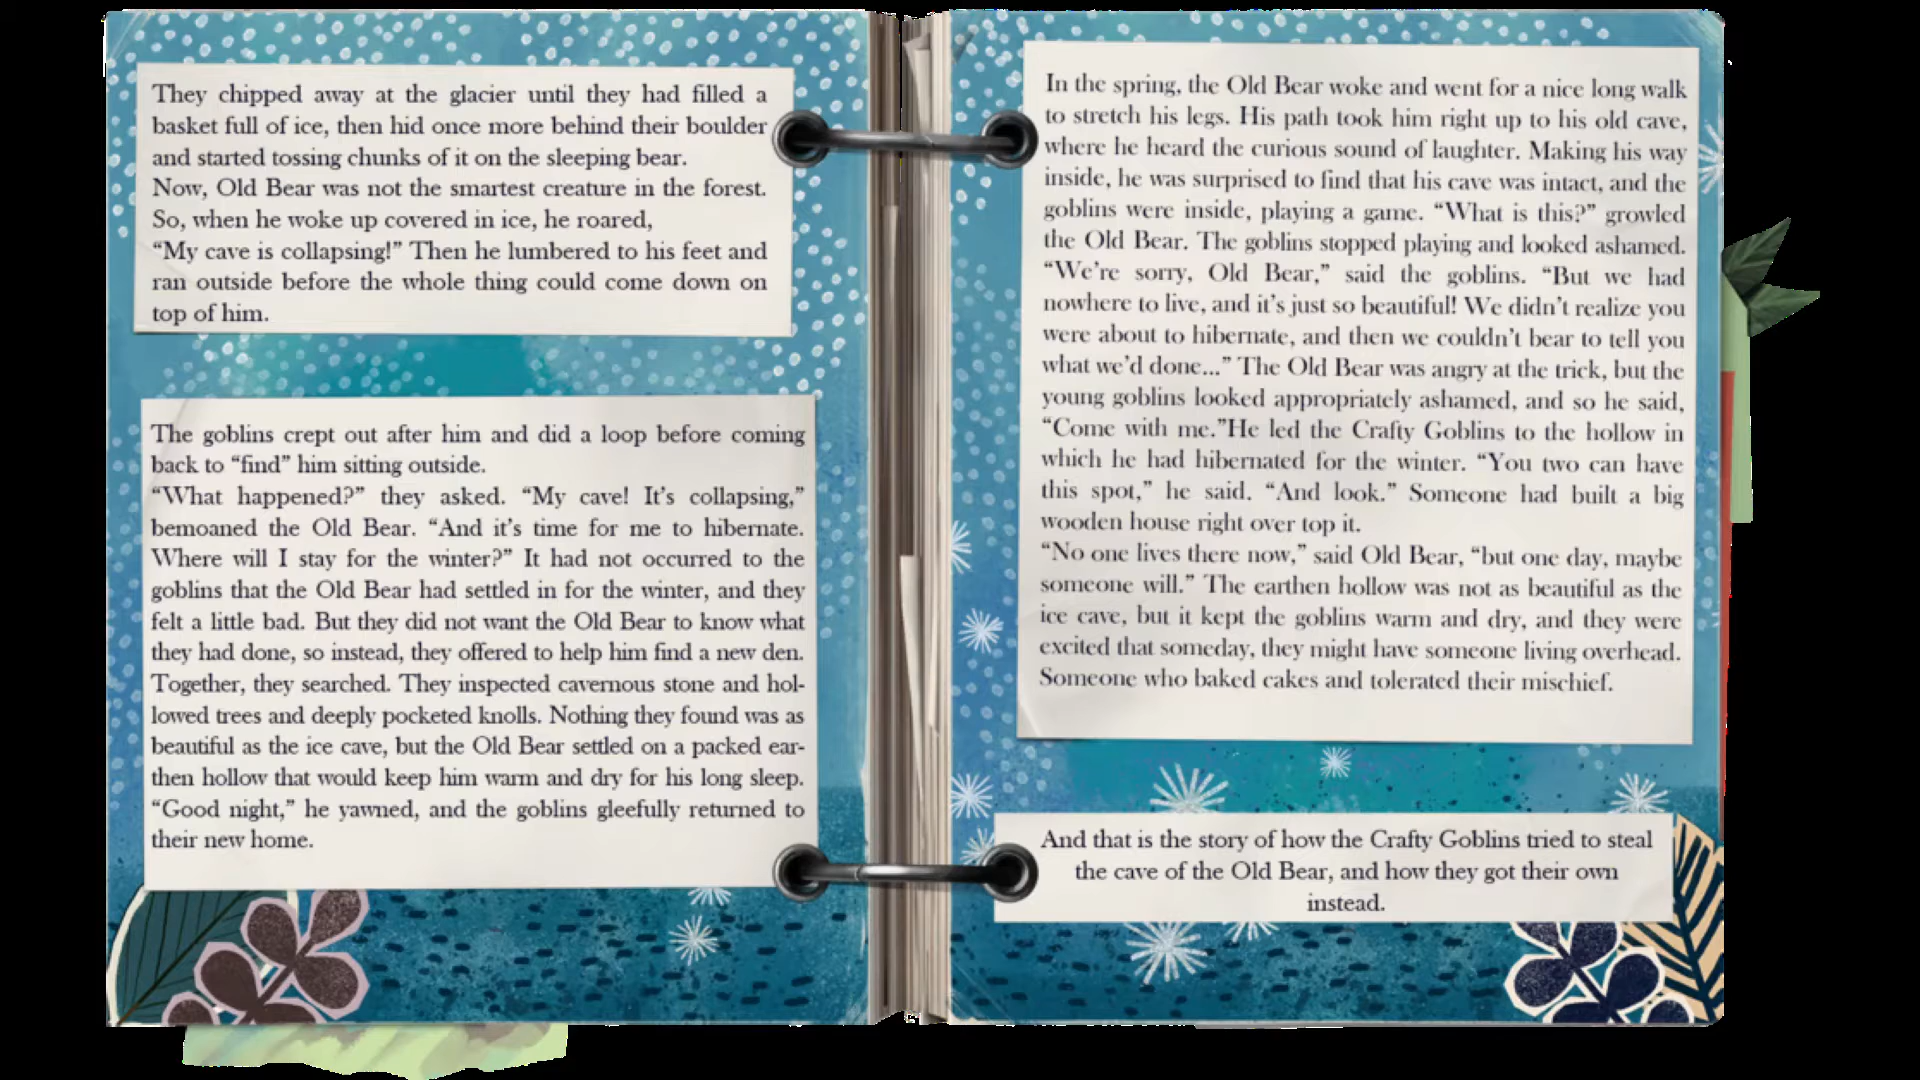 They chipped away at the glacier until they had filled a
basket full of ice, then hid once more behind their boulder
and started tossing chunks of it on the sleeping bear.
Now, Old Bear was not the smartest creature in the forest.
So, when he woke up covered in ice, he roared,
“My cave is collapsing!” Then he lumbered to his feet and
ran outside before the whole thing could come down on
top of him.
The goblins crept out after him and did a loop before coming
back to “find” him sitting outside.
“What happened?” they asked. “My cave! It’s collapsing,”
bemoaned the Old Bear. “And it’s time for me to hibernate.
Where will I stay for the winter?” It had not occurred to the
goblins that the Old Bear had settled in for the winter, and they
felt a little bad. But they did not want the Old Bear to know what
they had done, so instead, they offered to help him find a new den.
Together, they searched. They inspected cavernous stone and hol-
lowed trees and deeply pocketed knolls. Nothing they found was as
beautiful as the ice cave, but the Old Bear settled on a packed ear-
then hollow that would keep him warm and dry for his long sleep.
“Good night,” he yawned, and the goblins gleefully returned to
their new home.
In the spring, the Old Bear woke and went for a nice long walk
to stretch his legs. His path took him right up to his old cave,
where he heard the curious sound of laughter. Making his way
inside, he was surprised to find that his cave was intact, and the
goblins were inside, playing a game. “What is this?” growled
the Old Bear. The goblins stopped playing and looked ashamed.
“We’re sorry, Old Bear,” said the goblins. “But we had
nowhere to live, and it’s just so beautiful! We didn’t realize you
were about to hibernate, and then we couldn’t bear to tell you
what we’d done...” The Old Bear was angry at the trick, but the
young goblins looked appropriately ashamed, and so he said,
“Come with me.”He led the Crafty Goblins to the hollow in
which he had hibernated for the winter. “You two can have
this spot,” he said. “And look.” Someone had built a big
wooden house right over top it.
“No one lives there now,” said Old Bear, “but one day, maybe
someone will.” The earthen hollow was not as beautiful as the
ice cave, but it kept the goblins warm and dry, and they were
excited that someday, they might have someone living overhead.
Someone who baked cakes and tolerated their mischief.
And that is the story of how the Crafty Goblins tried to steal
the cave of the Old Bear, and how they got their own
instead.